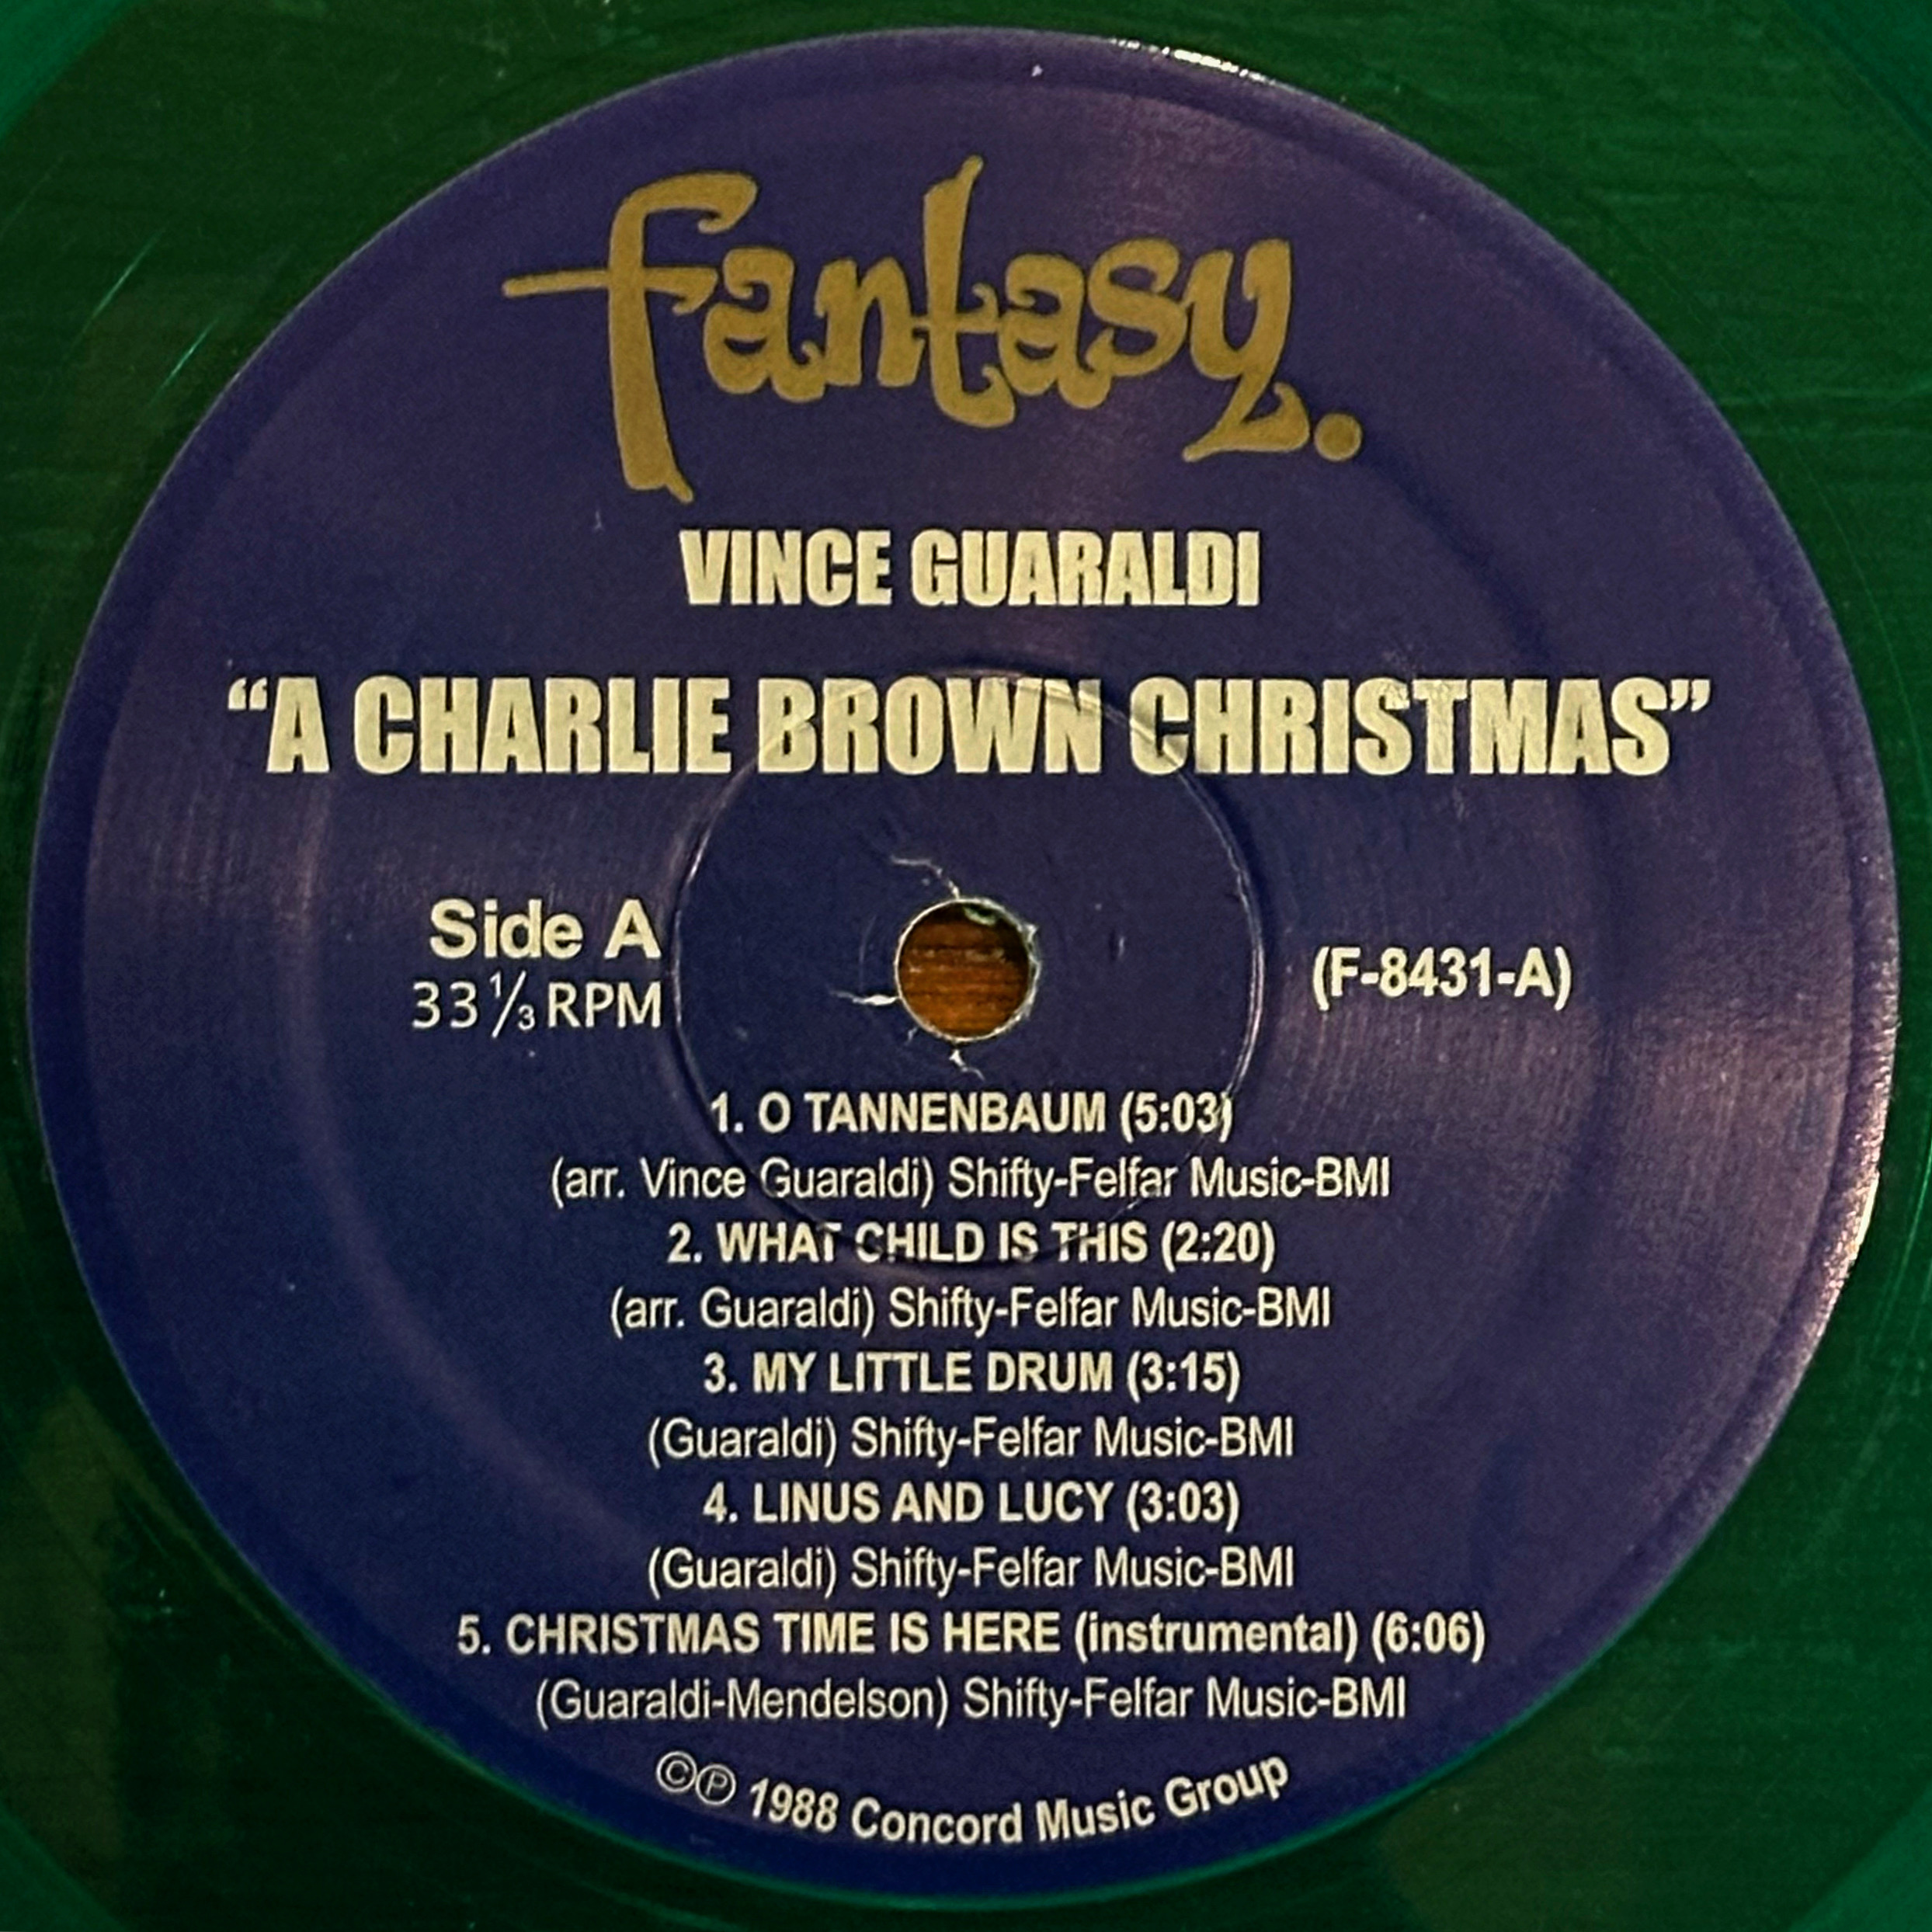 fantasy.
VINCE GUARALDI
“A CHARLIE BROWN CHRISTMAS”
Side A
33 1/3 RPM
(F-8431-A)
1. O TANNENBAUM (5:03)
(arr. Vince Guaraldi) Shifty-Felfar Music-BMI
2. WHAT CHILD IS THIS (2:20)
(arr. Guaraldi) Shifty-Felfar Music-BMI
3. MY LITTLE DRUM (3:15)
(Guaraldi) Shifty-Felfar Music-BMI
4. LINUS AND LUCY (3:03)
(Guaraldi) Shifty-Felfar Music-BMI
5. CHRISTMAS TIME IS HERE (instrumental) (6:06)
(Guaraldi-Mendelson) Shifty-Felfar Music-BMI
©℗ 1988 Concord Music Group